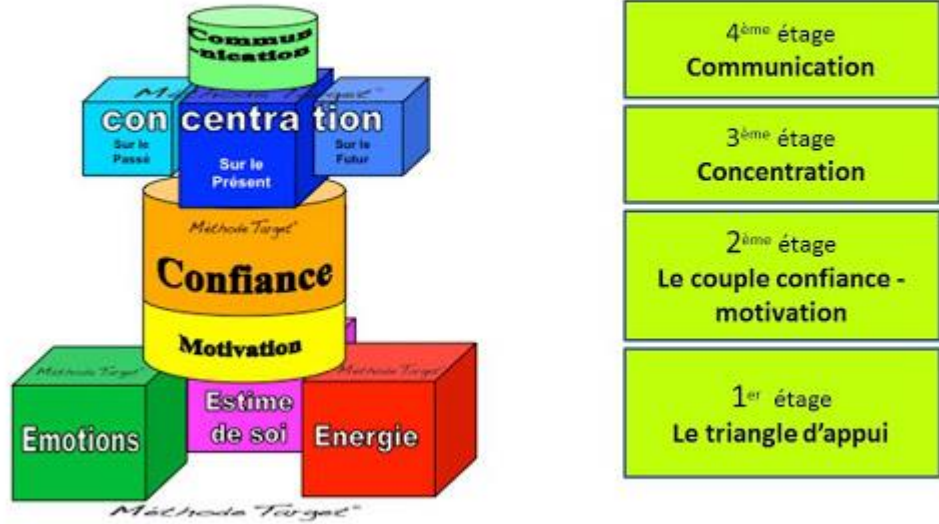 Commun
-nication
Méthode Target®
con centra tion
Sur le
Passé
Sur le
Présent
Sur le
Futur
Méthode Target®
Confiance
Motivation
Méthode Target®
Emotions
Estime
de soi
Méthode Target®
Energie
Méthode Target®
4ème étage
Communication
3ème étage
Concentration
2ème étage
Le couple confiance -
motivation
1er étage
Le triangle d'appui